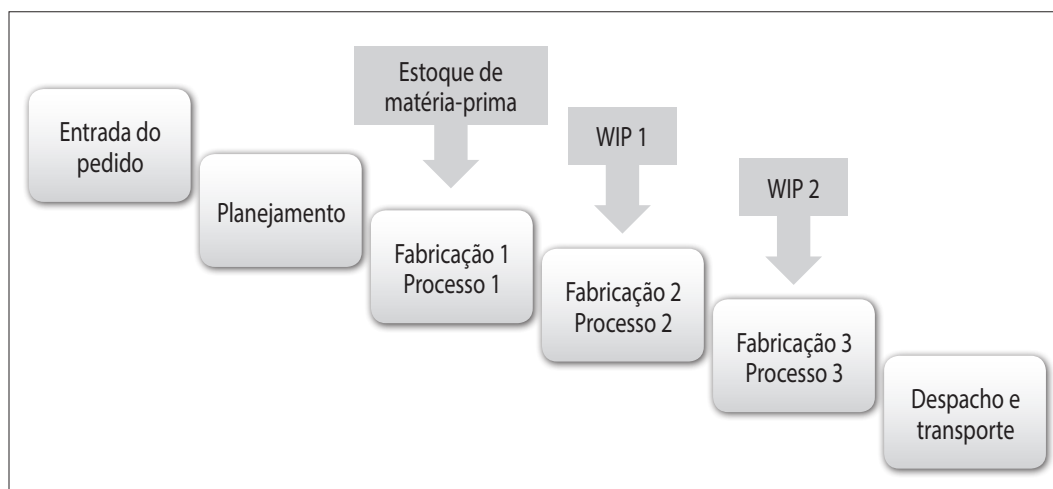 Entrada do
pedido
Planejamento
Estoque de
matéria-prima
Fabricação 1
Processo 1
WIP 1
Fabricação 2
Processo 2
WIP 2
Fabricação 3
Processo 3
Despacho e
transporte